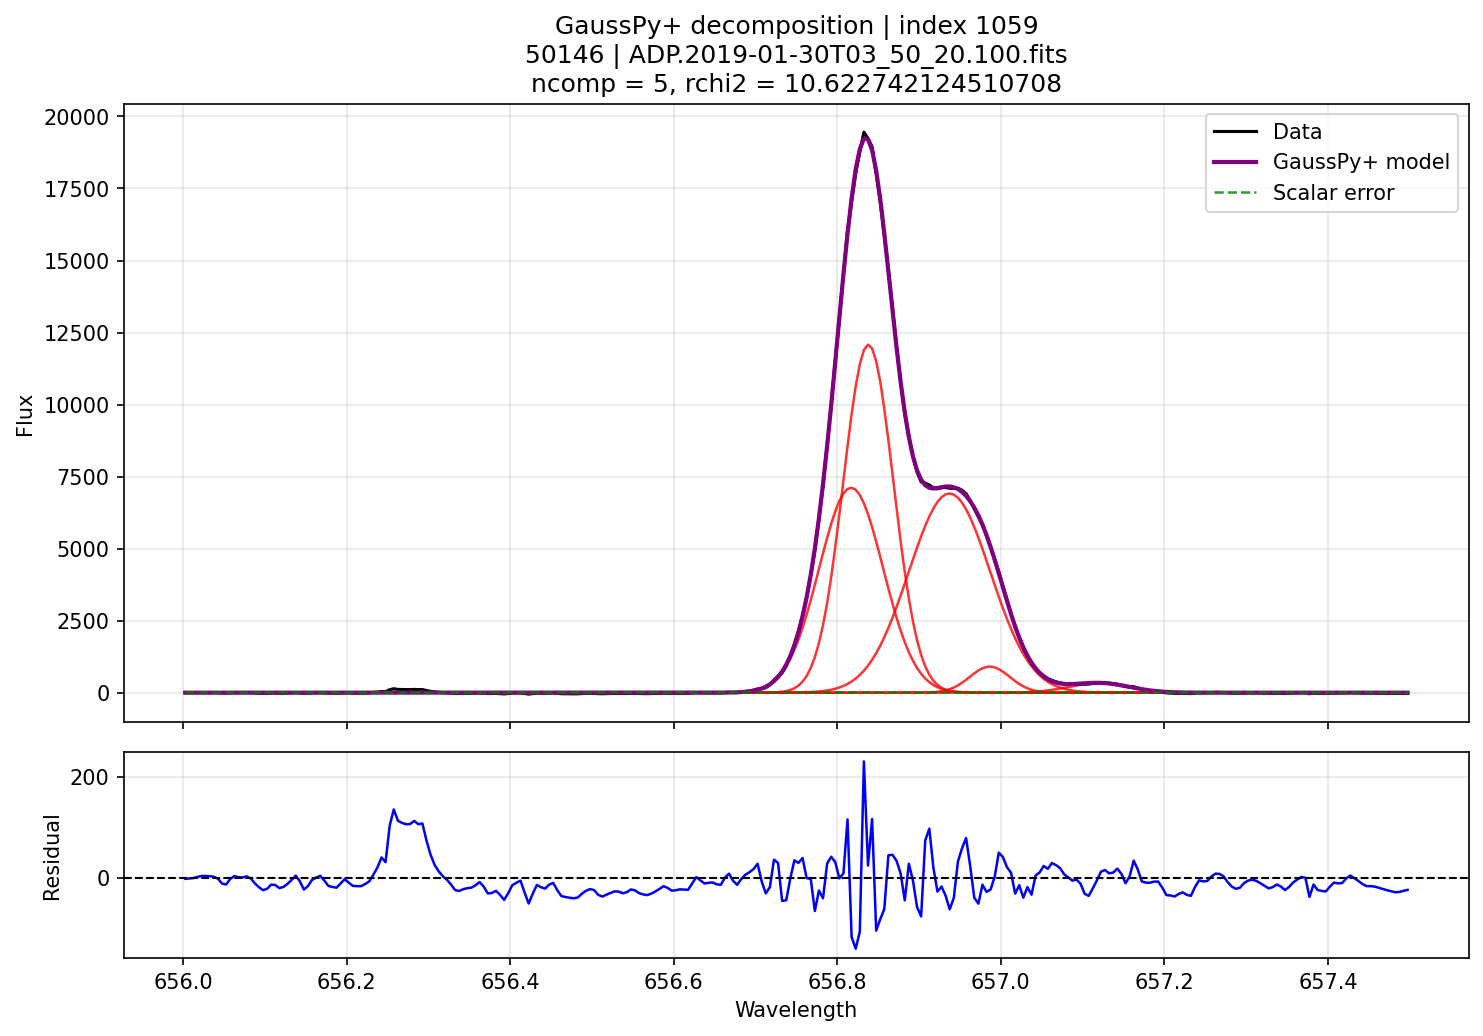 GaussPy+ decomposition | index 1059
50146 | ADP.2019-01-30T03_50_20.100.fits
ncomp = 5, rchi2 = 10.622742124510708
20000
17500
15000
12500
10000
7500
5000
2500
0
Flux
Data
GaussPy+ model
Scalar error
200
0
Residual
656.0
656.2
656.4
656.6
656.8
657.0
657.2
657.4
Wavelength